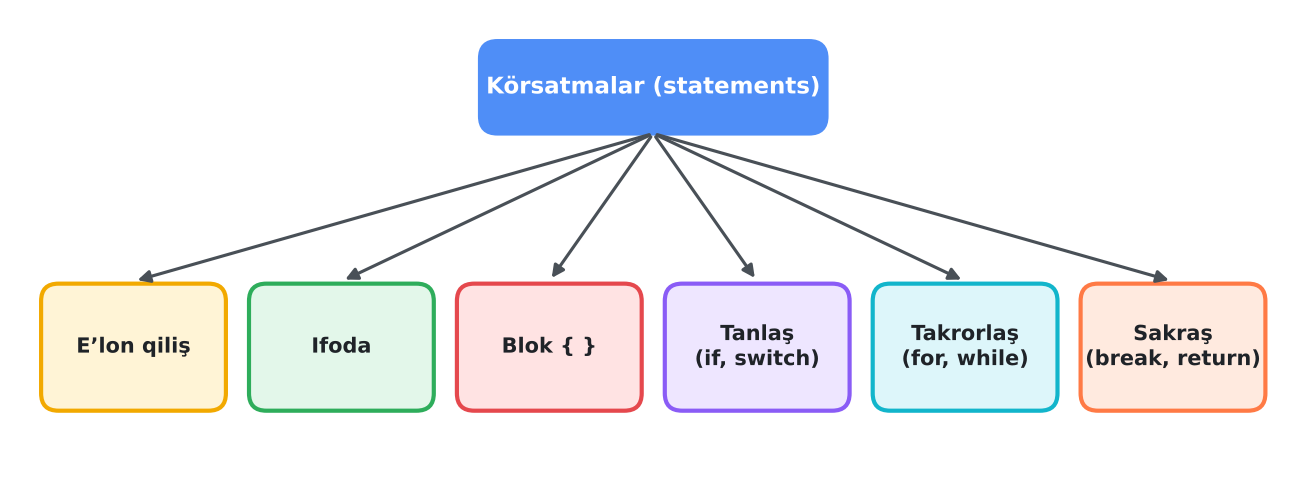 Körsatmalar (statements)
E’lon qiliş
Ifoda
Blok { }
Tanlaş
(if, switch)
Takrorlaş
(for, while)
Sakraş
(break, return)